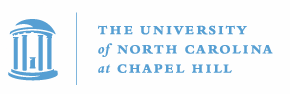 THE UNIVERSITY
of NORTH CAROLINA
at CHAPEL HILL